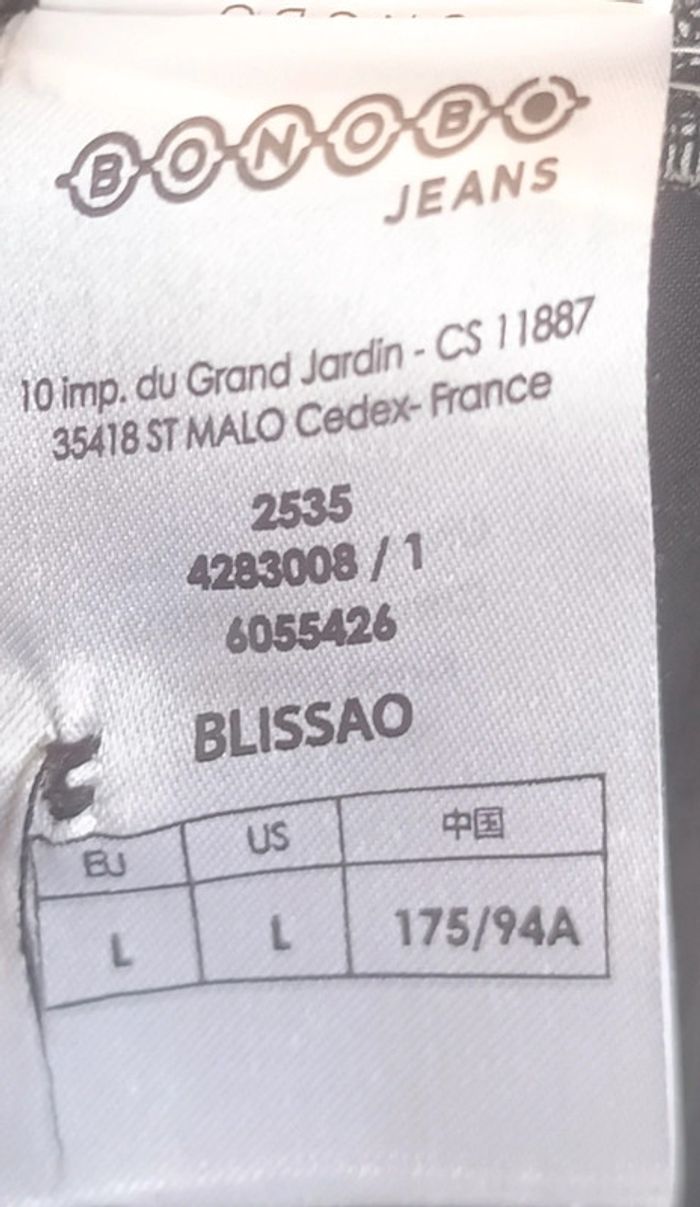 BONOBO
JEANS
10 imp. du Grand Jardin - CS 11887
35418 ST MALO Cedex- France
2535
4283008 / 1
6055426
BLISSAO
EU US 中国
L L 175/94A